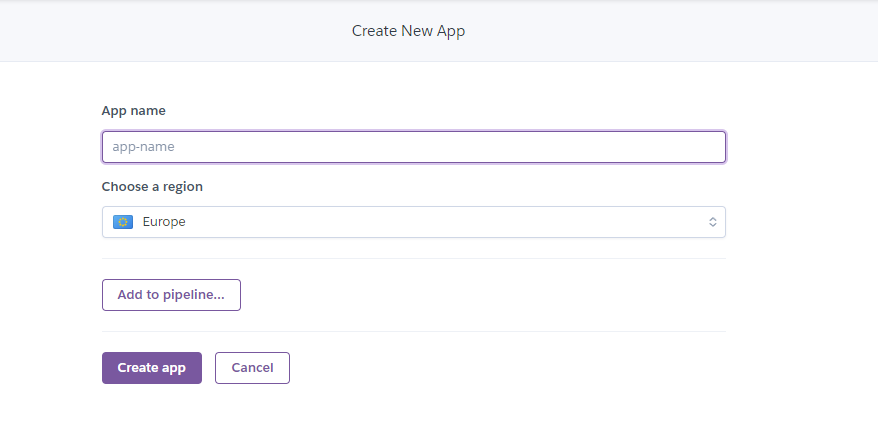 Create New App
App name
app-name
Choose a region
Europe
Add to pipeline...
Create app Cancel